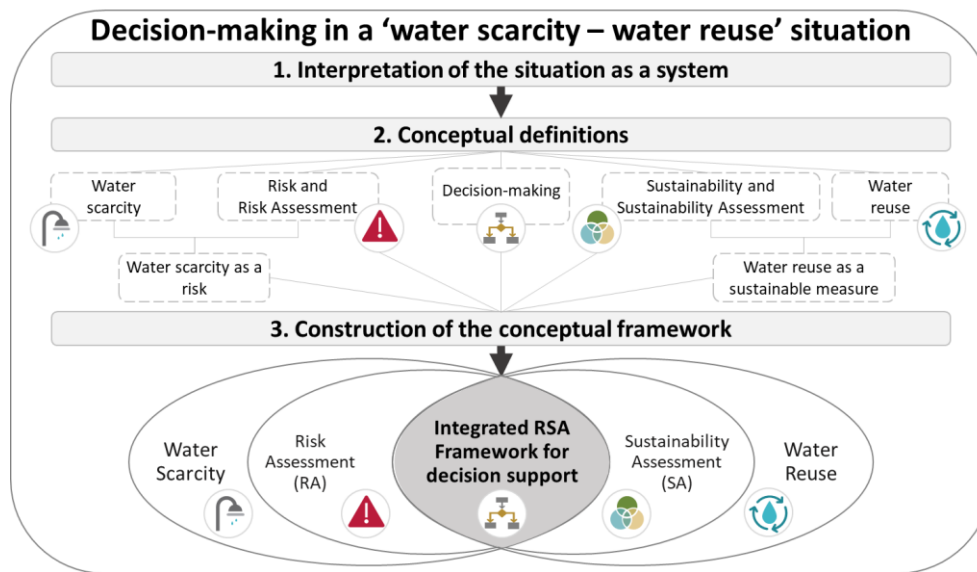 Decision-making in a ‘water scarcity – water reuse’ situation
1. Interpretation of the situation as a system
2. Conceptual definitions
Water
scarcity
Risk and
Risk Assessment
Decision-making
Sustainability and
Sustainability Assessment
Water
reuse
Water scarcity as a
risk
Water reuse as a
sustainable measure
3. Construction of the conceptual framework
Water
Scarcity
Risk
Assessment
(RA)
Integrated RSA
Framework for
decision support
Sustainability
Assessment
(SA)
Water
Reuse